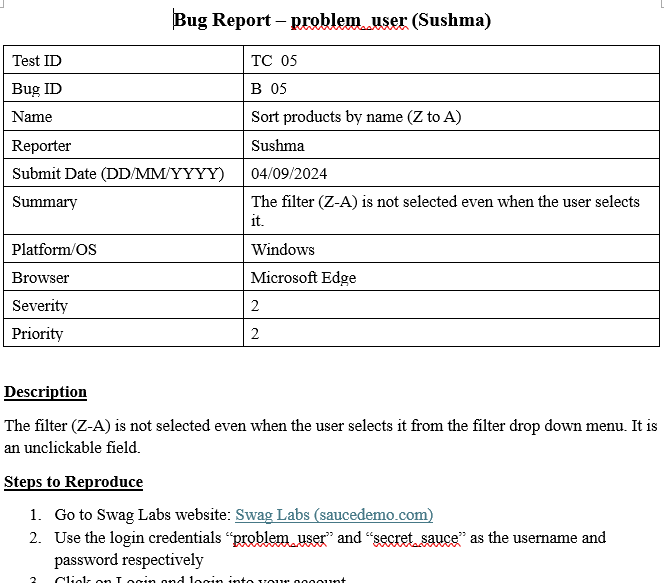 Bug Report – problem_user (Sushma)
Test ID TC_05
Bug ID B_05
Name Sort products by name (Z to A)
Reporter Sushma
Submit Date (DD/MM/YYYY) 04/09/2024
Summary The filter (Z-A) is not selected even when the user selects
it.
Platform/OS Windows
Browser Microsoft Edge
Severity 2
Priority 2
Description
The filter (Z-A) is not selected even when the user selects it from the filter drop down menu. It is
an unclickable field.
Steps to Reproduce
1. Go to Swag Labs website: Swag Labs (saucedemo.com)
2. Use the login credentials “problem_user” and “secret_sauce” as the username and
password respectively
3. Click on Login and login into your account